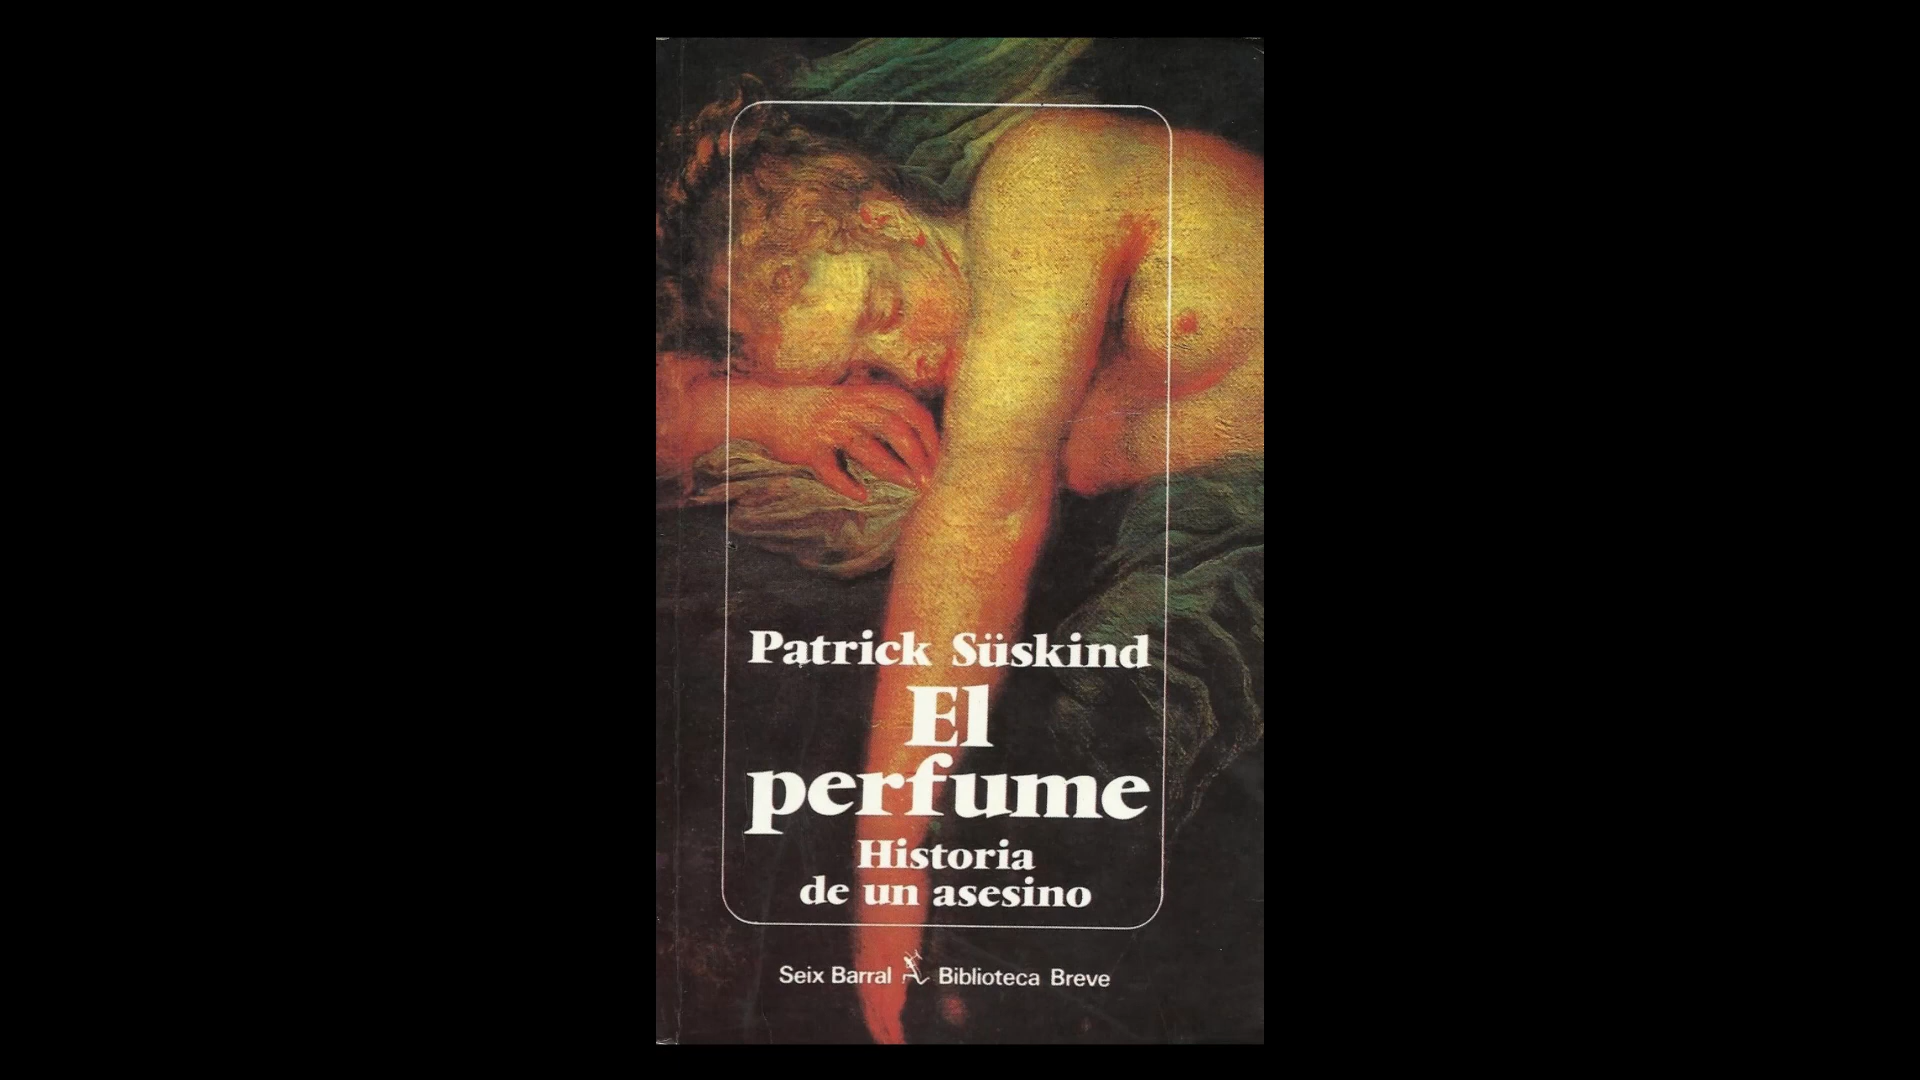 Patrick Süskind
El
perfume
Historia
de un asesino
Seix Barral Biblioteca Breve